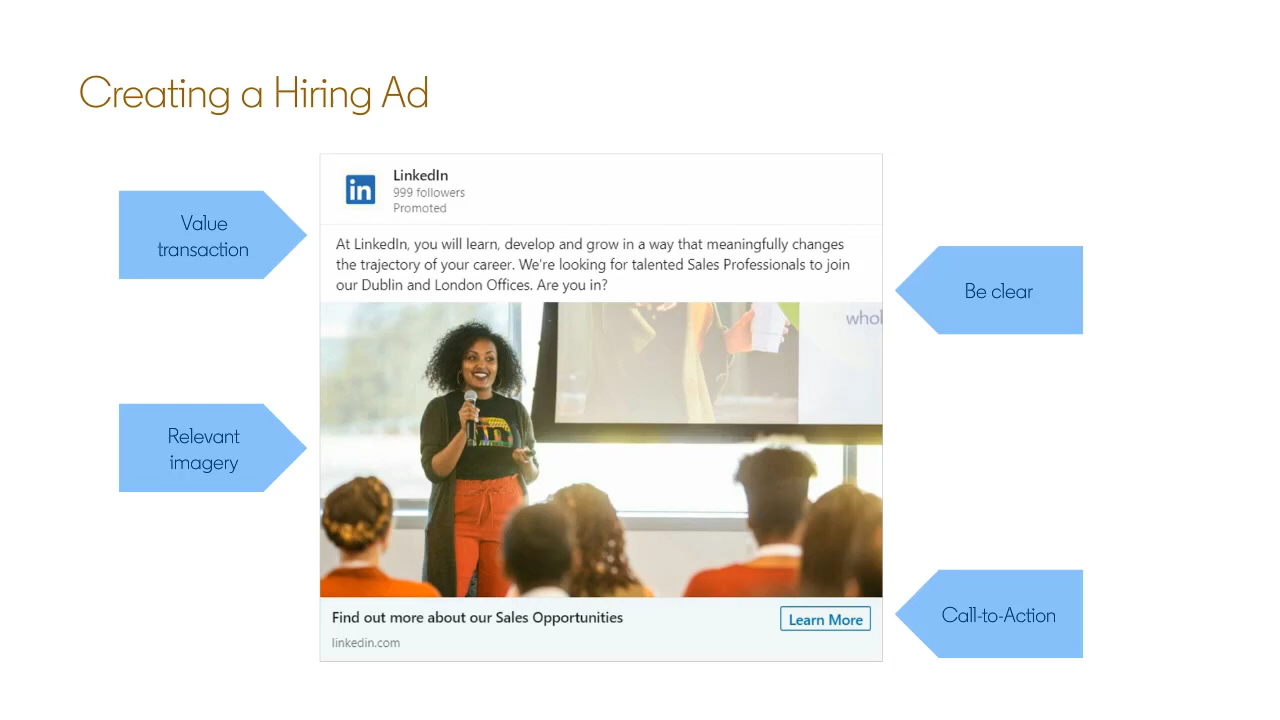 Creating a Hiring Ad
Value
transaction
in
LinkedIn
999 followers
Promoted
At LinkedIn, you will learn, develop and grow in a way that meaningfully changes
the trajectory of your career. We're looking for talented Sales Professionals to join
our Dublin and London Offices. Are you in?
Be clear
whol
Relevant
imagery
Find out more about our Sales Opportunities
Learn More
linkedin.com
Call-to-Action